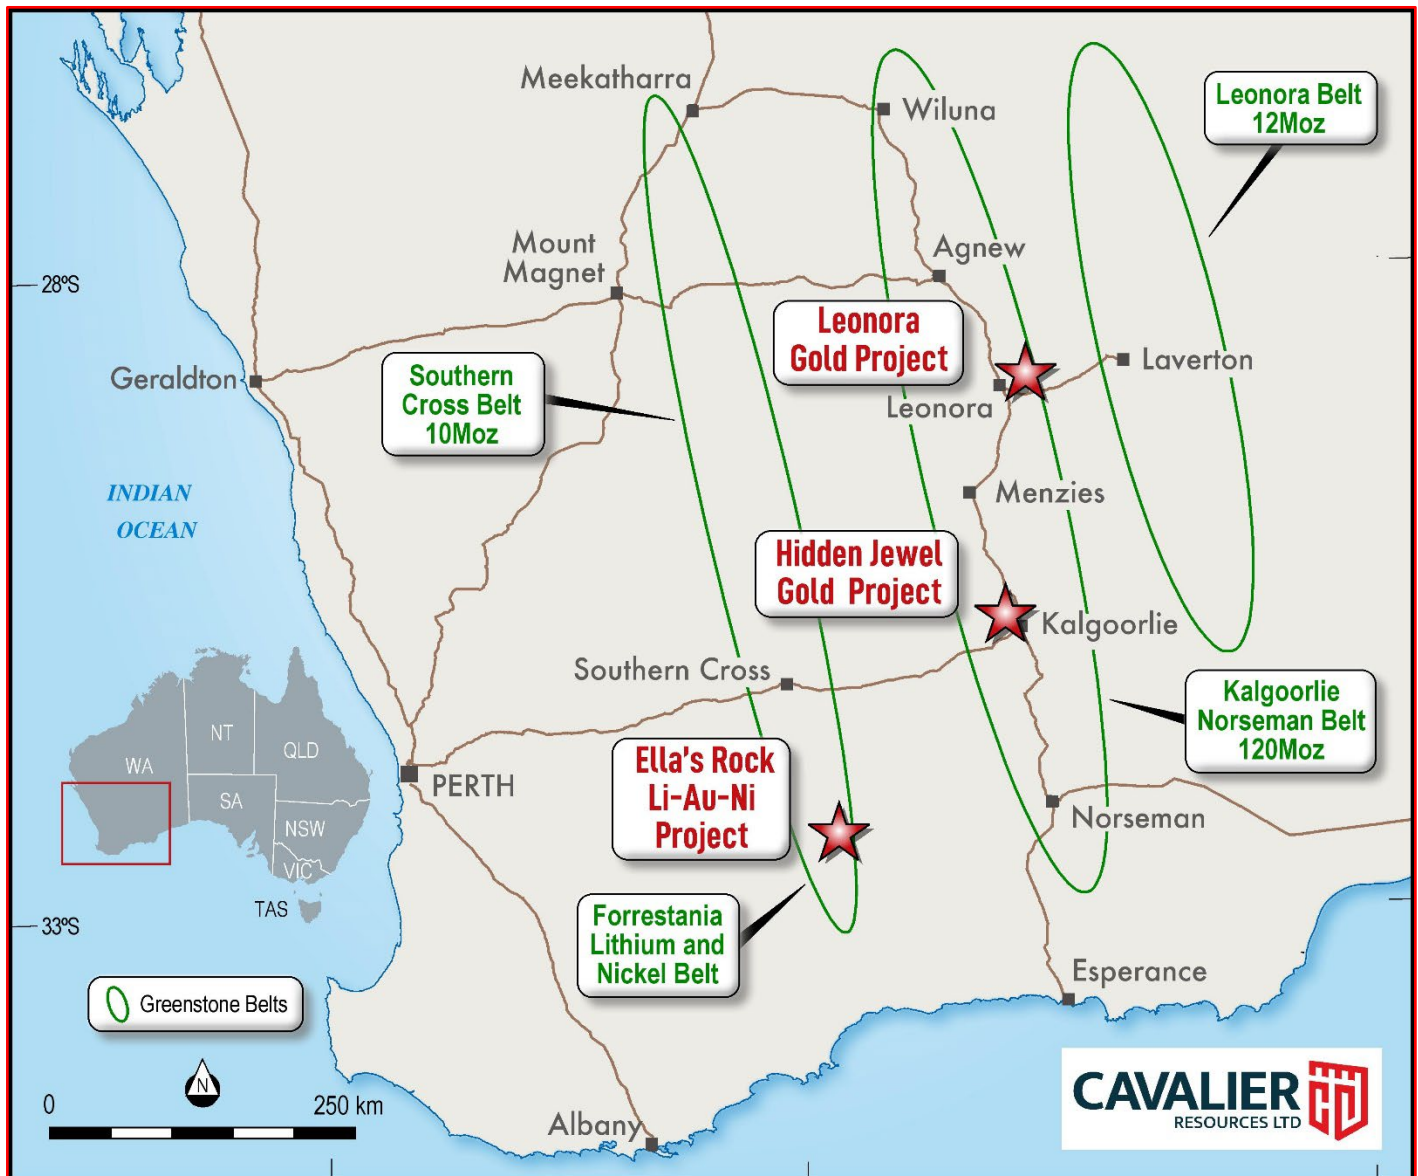 Meekatharra
Wiluna
Leonora Belt
12Moz
Mount
Magnet
Agnew
28ºS
Leonora
Gold Project
Laverton
Geraldton
Southern
Cross Belt
10Moz
Leonora
INDIAN
OCEAN
Menzies
Hidden Jewel
Gold Project
Kalgoorlie
Southern Cross
Kalgoorlie
Norseman Belt
120Moz
NT
QLD
WA
SA
NSW
VIC
TAS
PERTH
Ella's Rock
Li-Au-Ni
Project
Norseman
33ºS
Forrestania
Lithium and
Nickel Belt
Esperance
Greenstone Belts
N
0 250 km
Albany
CAVALIER
RESOURCES LTD